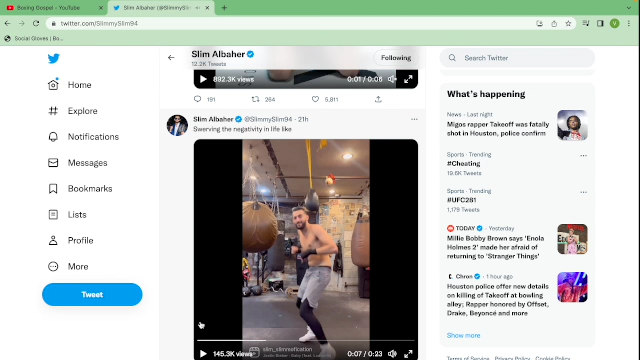 Boxing Gospel - YouTube
Slim Albaher (@SlimmySlim
twitter.com/SlimmySlim94
Social Gloves | Bo...
Home
Explore
Notifications
Messages
Bookmarks
Lists
Profile
More
Tweet
Slim Albaher
12.2K Tweets
Following
892.3K views
0:01 / 0:06
191
264
5,811
Slim Albaher @SlimmySlim94 · 21h
Swerving the negativity in life like
145.3K views
slim_slimmefication
0:07 / 0:23
Search Twitter
What's happening
News · Last night
Migos rapper Takeoff was fatally
shot in Houston, police confirm
Sports · Trending
#Cheating
19.6K Tweets
Sports · Trending
#UFC281
1,179 Tweets
TODAY · Yesterday
Millie Bobby Brown says 'Enola
Holmes 2' made her afraid of
returning to 'Stranger Things'
Chron · 1 hour ago
Houston police offer new details
on killing of Takeoff at bowling
alley; Rapper honored by Offset,
Drake, Beyoncé and more
Show more
Terms of Service Privacy Policy Cookie Policy